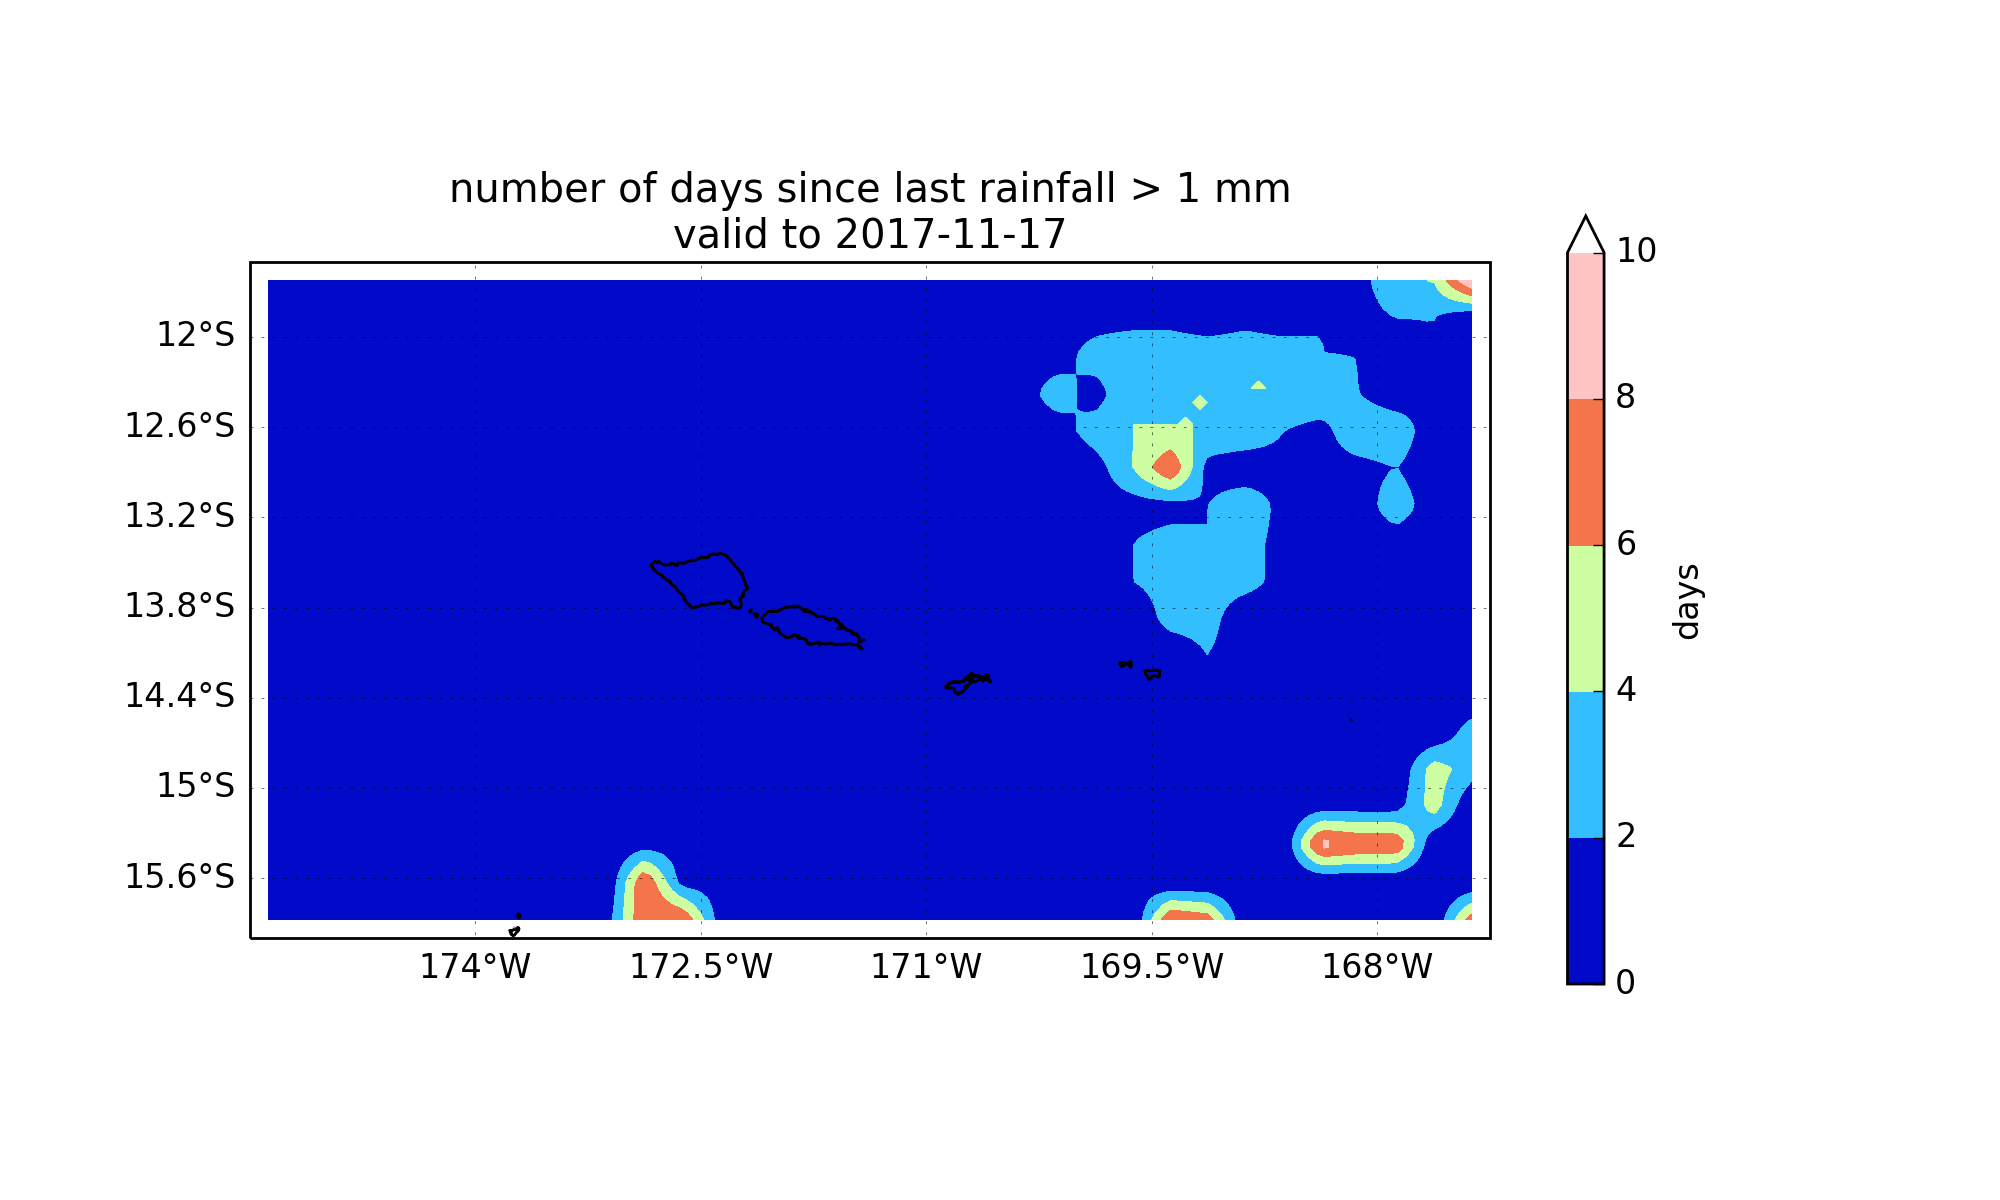 number of days since last rainfall > 1 mm
valid to 2017-11-17
12°S
12.6°S
13.2°S
13.8°S
14.4°S
15°S
15.6°S
174°W
172.5°W
171°W
169.5°W
168°W
10
8
6
4
2
0
days